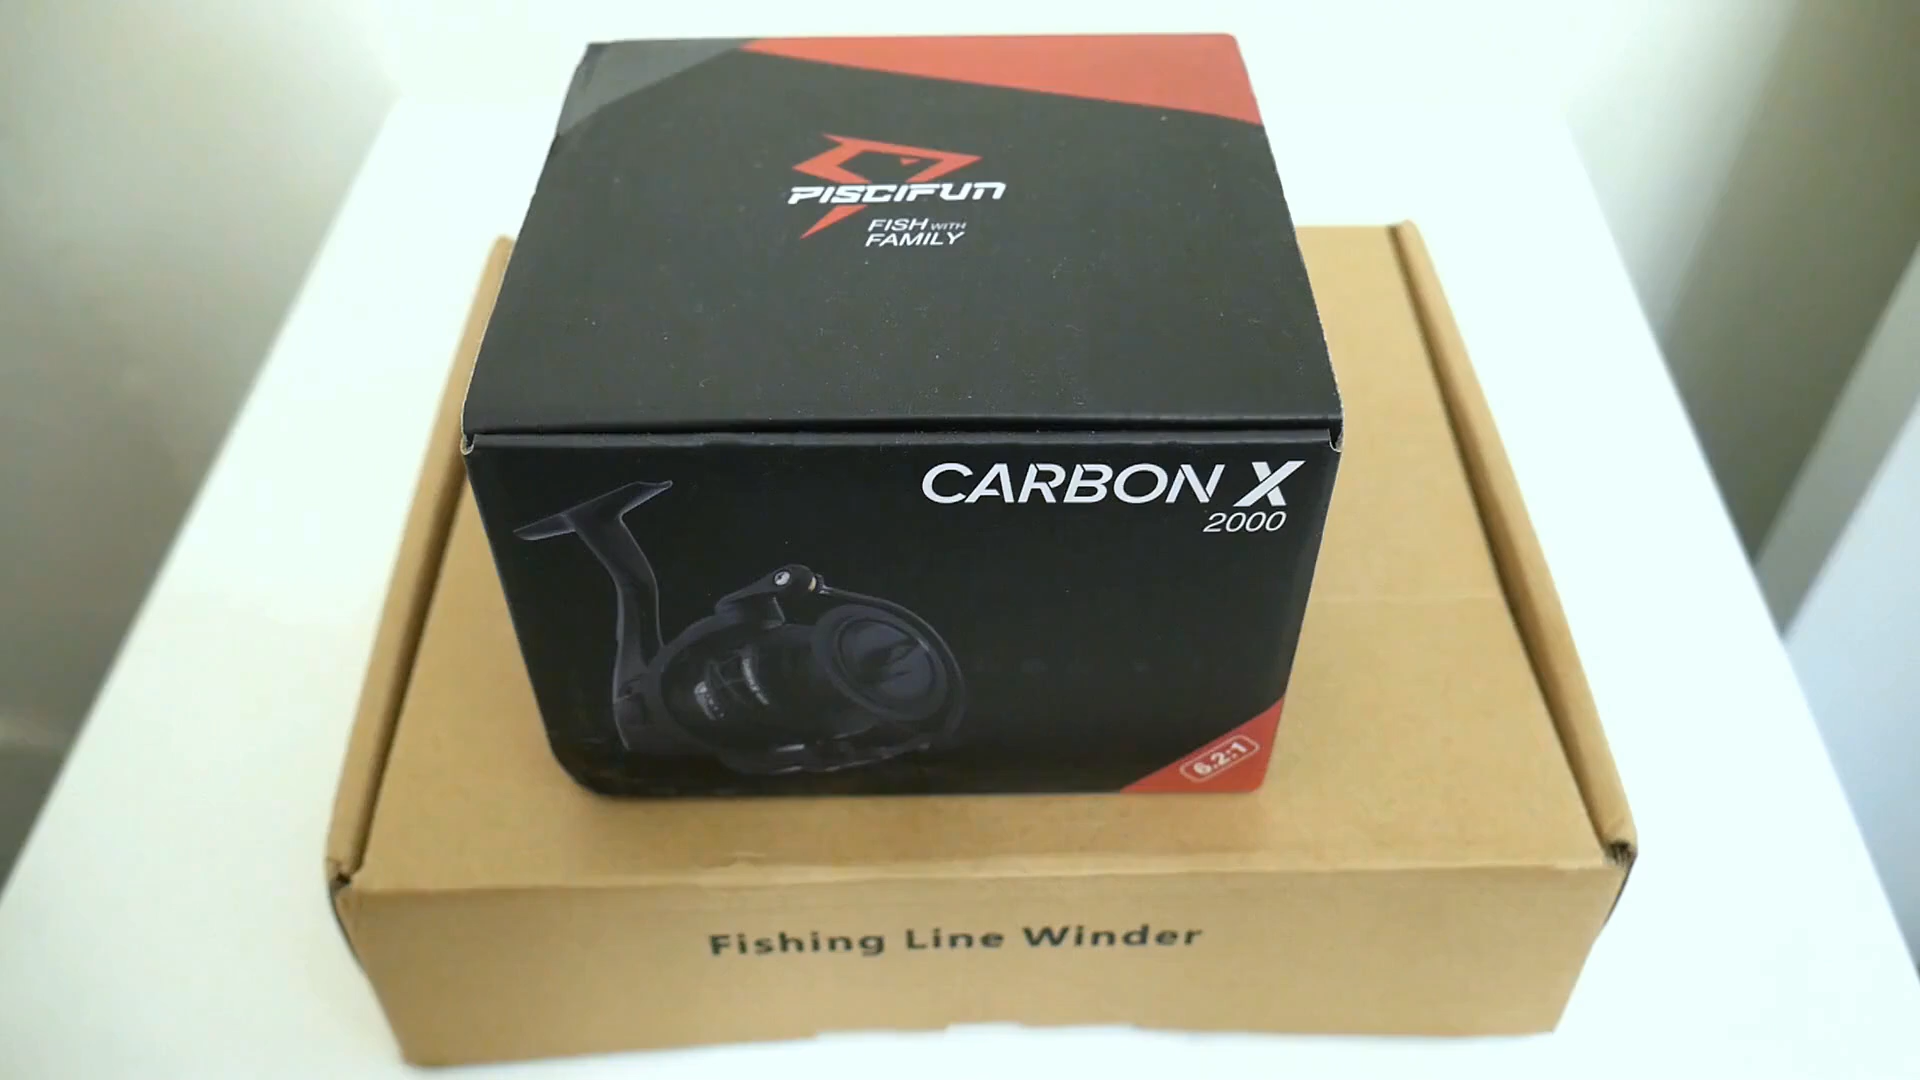 PISCIFUN
FISH WITH
FAMILY
CARBON X
2000
6.2:1
Fishing Line Winder